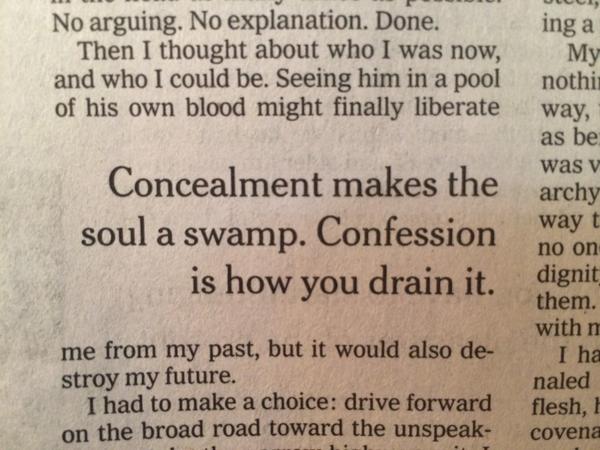 No arguing. No explanation. Done.
Then I thought about who I was now,
and who I could be. Seeing him in a pool
of his own blood might finally liberate
Concealment makes the
soul a swamp. Confession
is how you drain it.
me from my past, but it would also de-
stroy my future.
I had to make a choice: drive forward
on the broad road toward the unspeak-
ing a
My
nothi
way,
as be
was v
archy
way t
no on
dignit
them.
with m
I ha
naled
flesh, h
covena